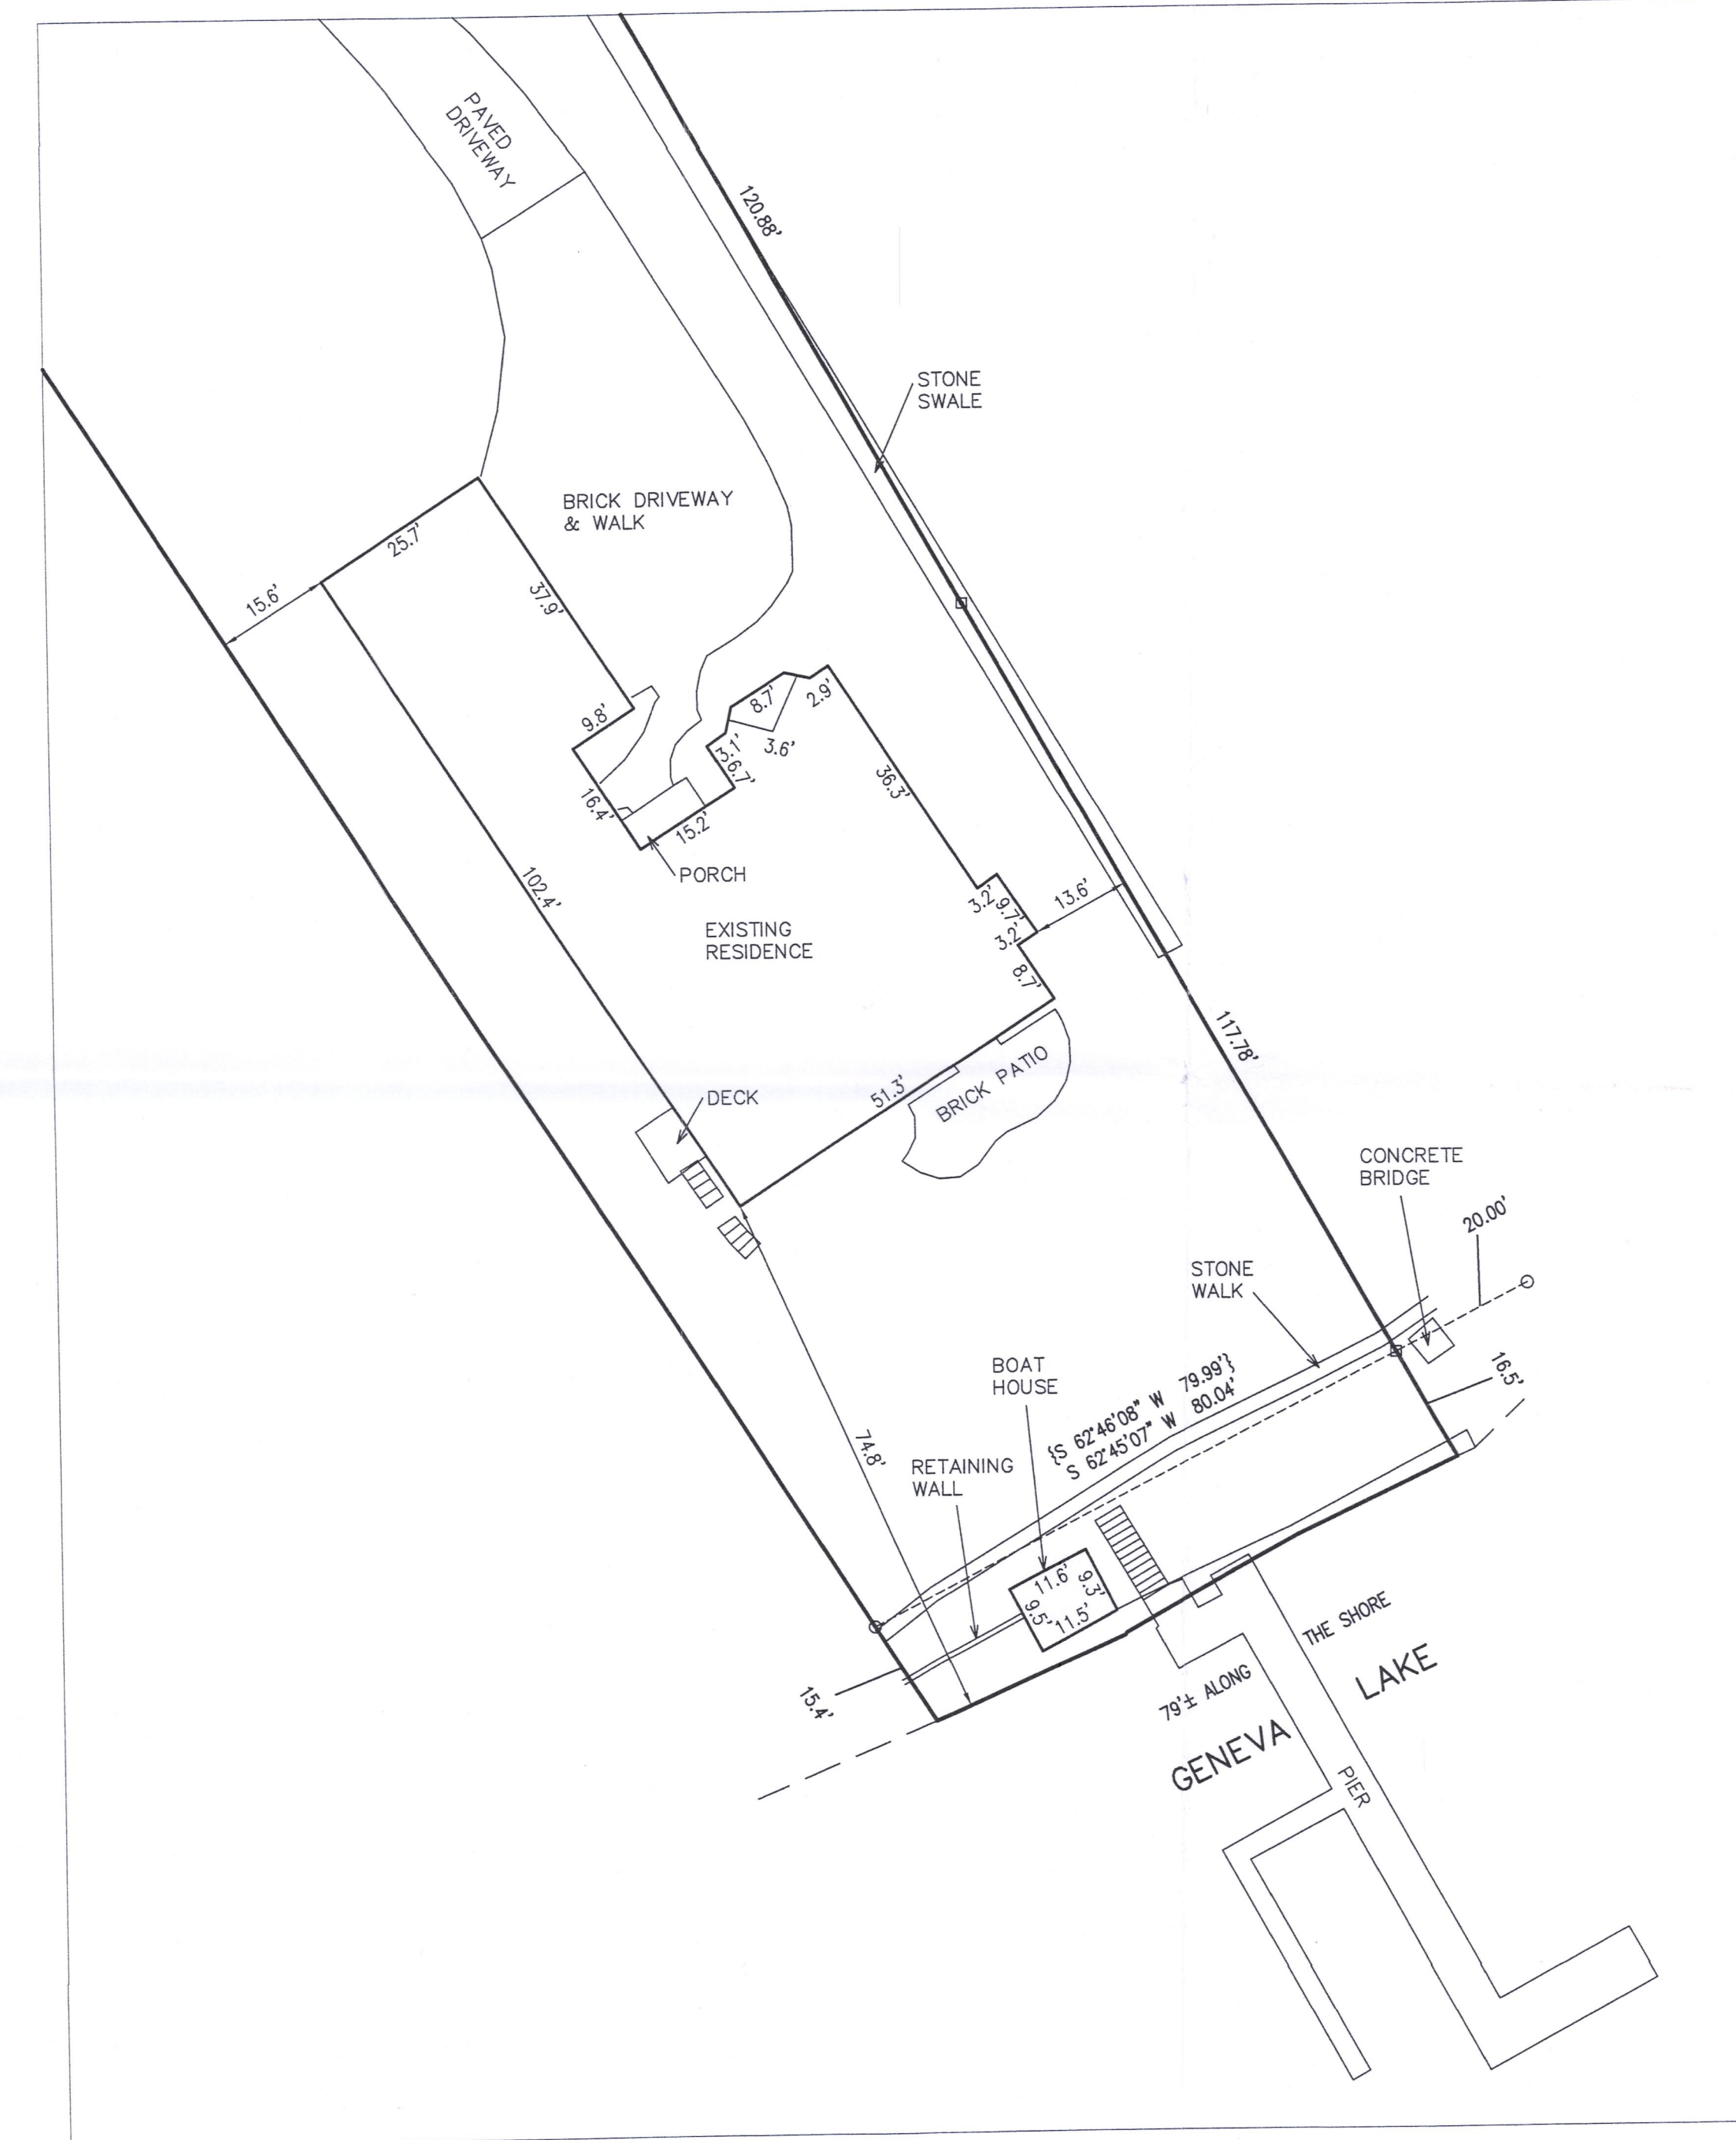 PAVED
DRIVEWAY
120.88'
STONE
SWALE
BRICK DRIVEWAY
& WALK
25.7'
15.6'
37.9'
9.8'
8.7'
2.9'
3.1'
3.6'
6.7'
16.4'
15.2'
36.3'
PORCH
102.4'
EXISTING
RESIDENCE
3.2'
9.7'
13.6'
3.2'
8.7'
117.78'
51.3'
BRICK PATIO
DECK
CONCRETE
BRIDGE
20.00'
STONE
WALK
BOAT
HOUSE
{S 62°46'08" W 79.99'}
S 62°45'07" W 80.04'
16.5'
74.8'
RETAINING
WALL
11.6'
9.3'
9.5'
11.5'
15.4'
79'± ALONG
THE SHORE
GENEVA
LAKE
PIER